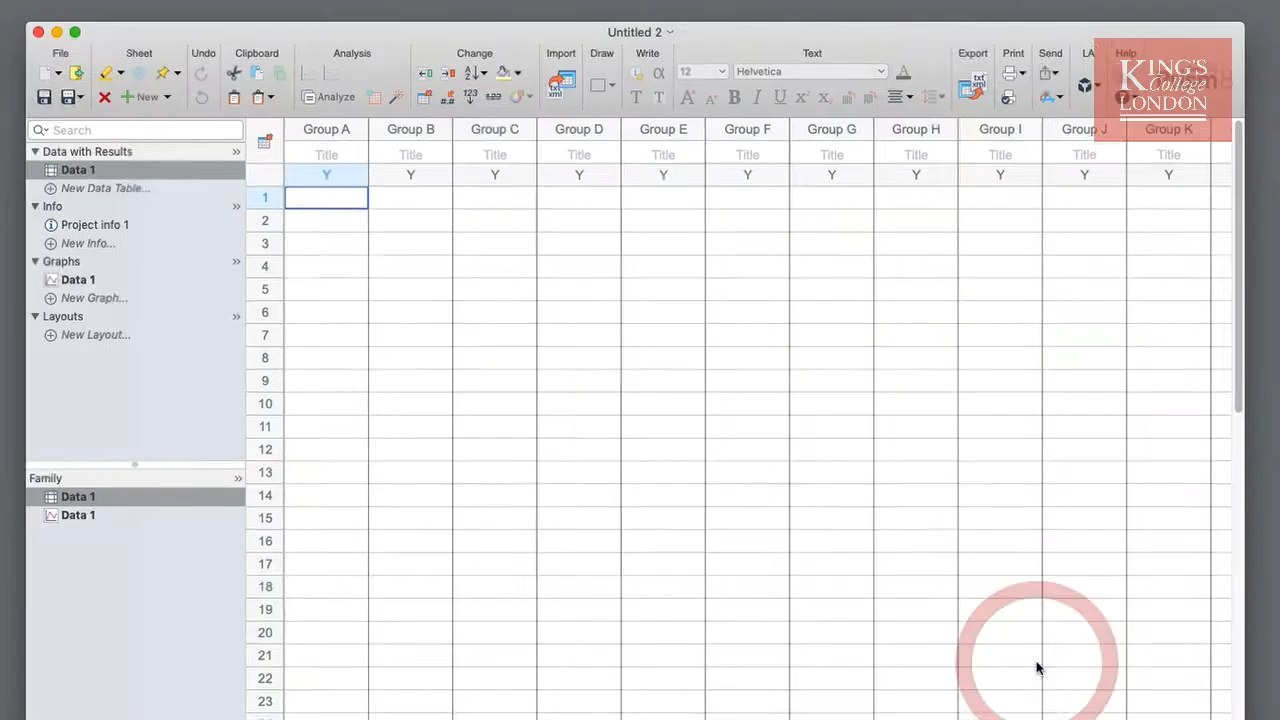 Untitled 2
File Sheet Undo Clipboard Analysis Change Import Draw Write Text Export Print Send LA Help
12 Helvetica
New Analyze
KING'S
College
LONDON
Search
Data with Results
Data 1
New Data Table...
Info
Project info 1
New Info...
Graphs
Data 1
New Graph...
Layouts
New Layout...
Family
Data 1
Data 1
Group A Group B Group C Group D Group E Group F Group G Group H Group I Group J Group K
Title Title Title Title Title Title Title Title Title Title Title
Y Y Y Y Y Y Y Y Y Y Y
1
2
3
4
5
6
7
8
9
10
11
12
13
14
15
16
17
18
19
20
21
22
23